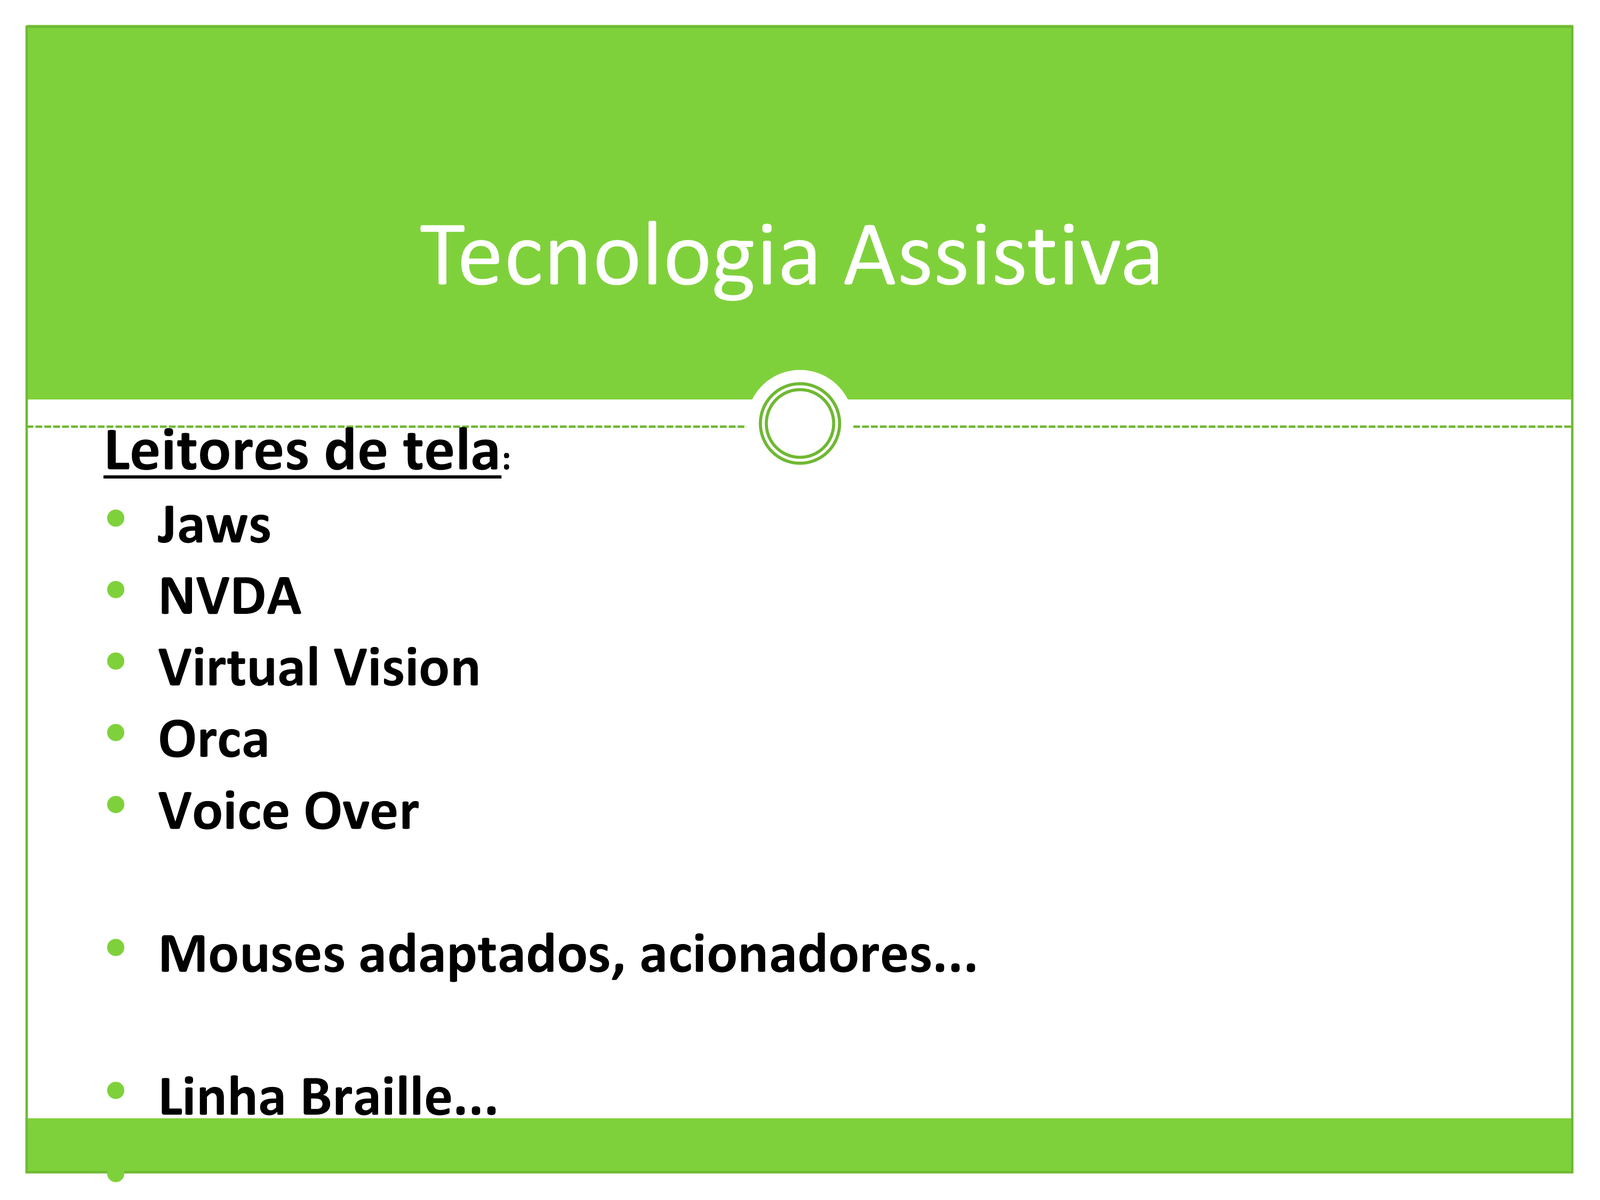 Tecnologia Assistiva
Leitores de tela:
• Jaws
• NVDA
• Virtual Vision
• Orca
• Voice Over
• Mouses adaptados, acionadores...
• Linha Braille...